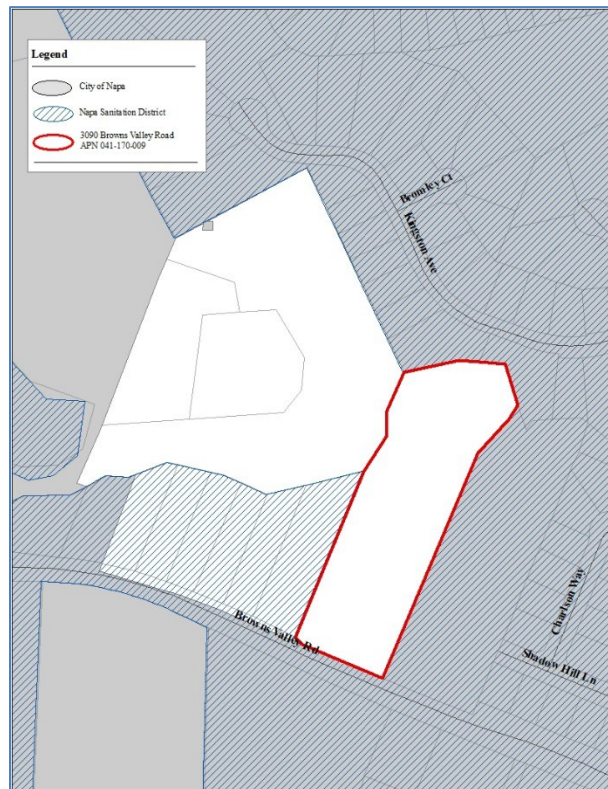 Legend
City of Napa
Napa Sanitation District
3090 Browns Valley Road
APN 041-170-009
Bromley Ct
Kingston Ave
Browns Valley Rd
Charlson Way
Shadow Hill Ln